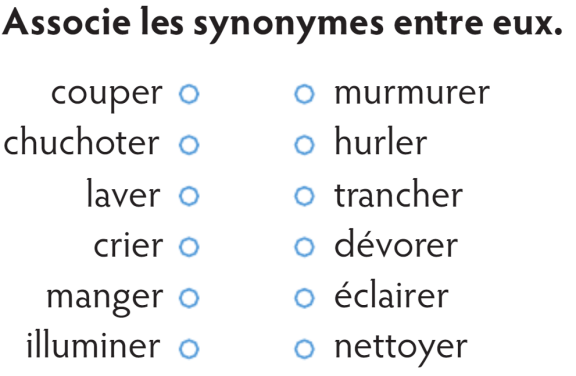 Associe les synonymes entre eux.
couper murmurer
chuchoter hurler
laver trancher
crier dévorer
manger éclairer
illuminer nettoyer